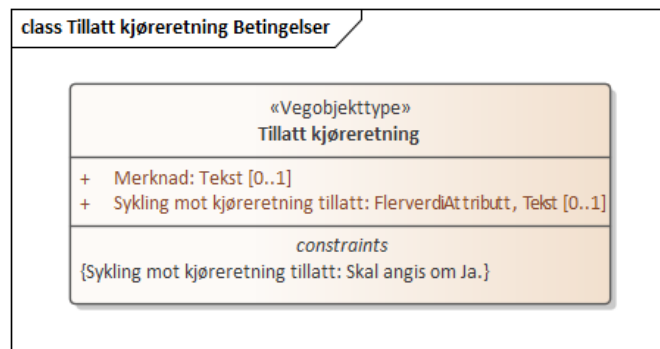 class Tillatt kjøreretning Betingelser
«Vegobjekttype»
Tillatt kjøreretning
+ Merknad: Tekst [0..1]
+ Sykling mot kjøreretning tillatt: FlerverdiAttributt, Tekst [0..1]
constraints
{Sykling mot kjøreretning tillatt: Skal angis om Ja.}